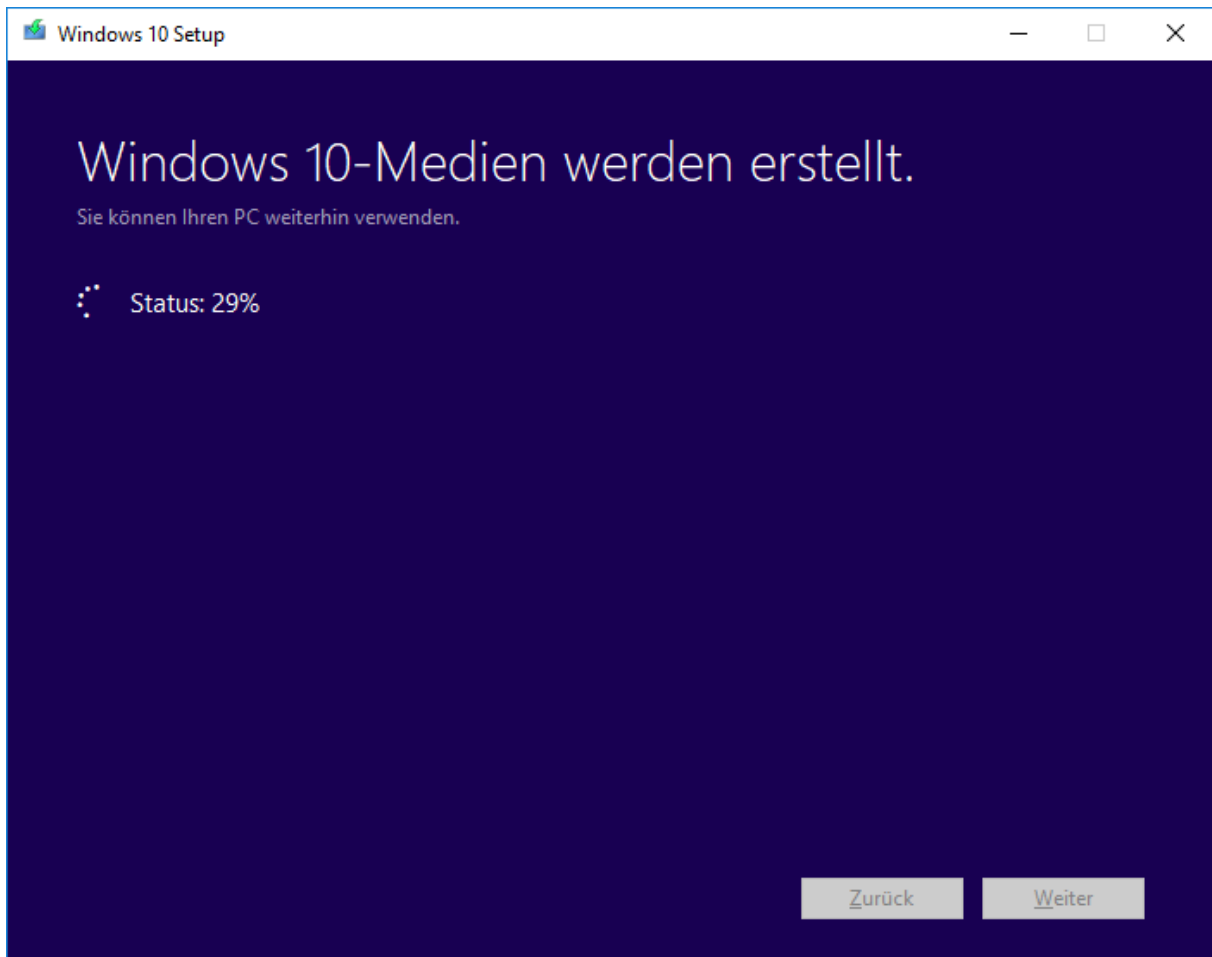 Windows 10 Setup
Windows 10-Medien werden erstellt.
Sie können Ihren PC weiterhin verwenden.
Status: 29%
Zurück
Weiter